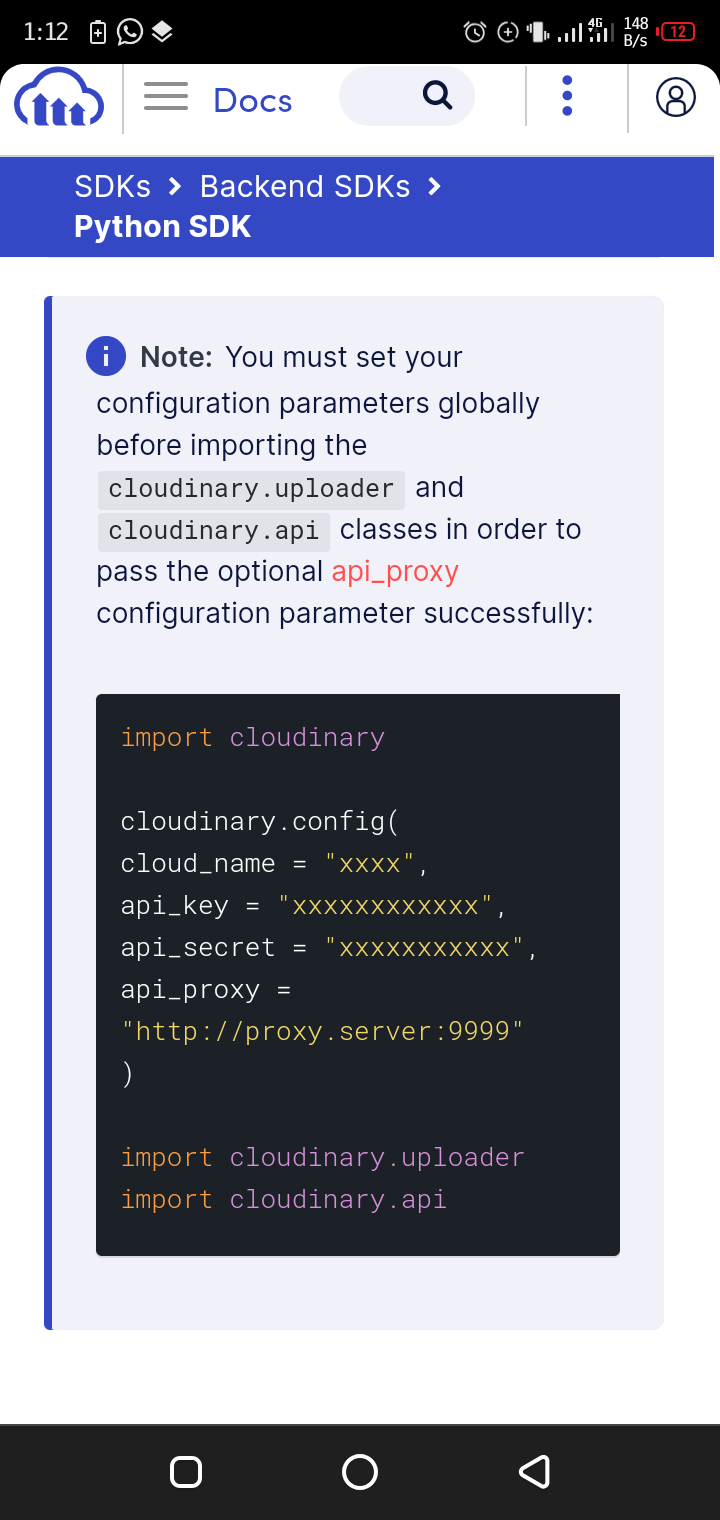 1:12 4G 148 B/s 12
Docs
SDKs > Backend SDKs >
Python SDK
i Note: You must set your
configuration parameters globally
before importing the
cloudinary.uploader and
cloudinary.api classes in order to
pass the optional api_proxy
configuration parameter successfully:
import cloudinary
cloudinary.config(
cloud_name = "xxxx",
api_key = "xxxxxxxxxxxx",
api_secret = "xxxxxxxxxxx",
api_proxy =
"http://proxy.server:9999"
)
import cloudinary.uploader
import cloudinary.api